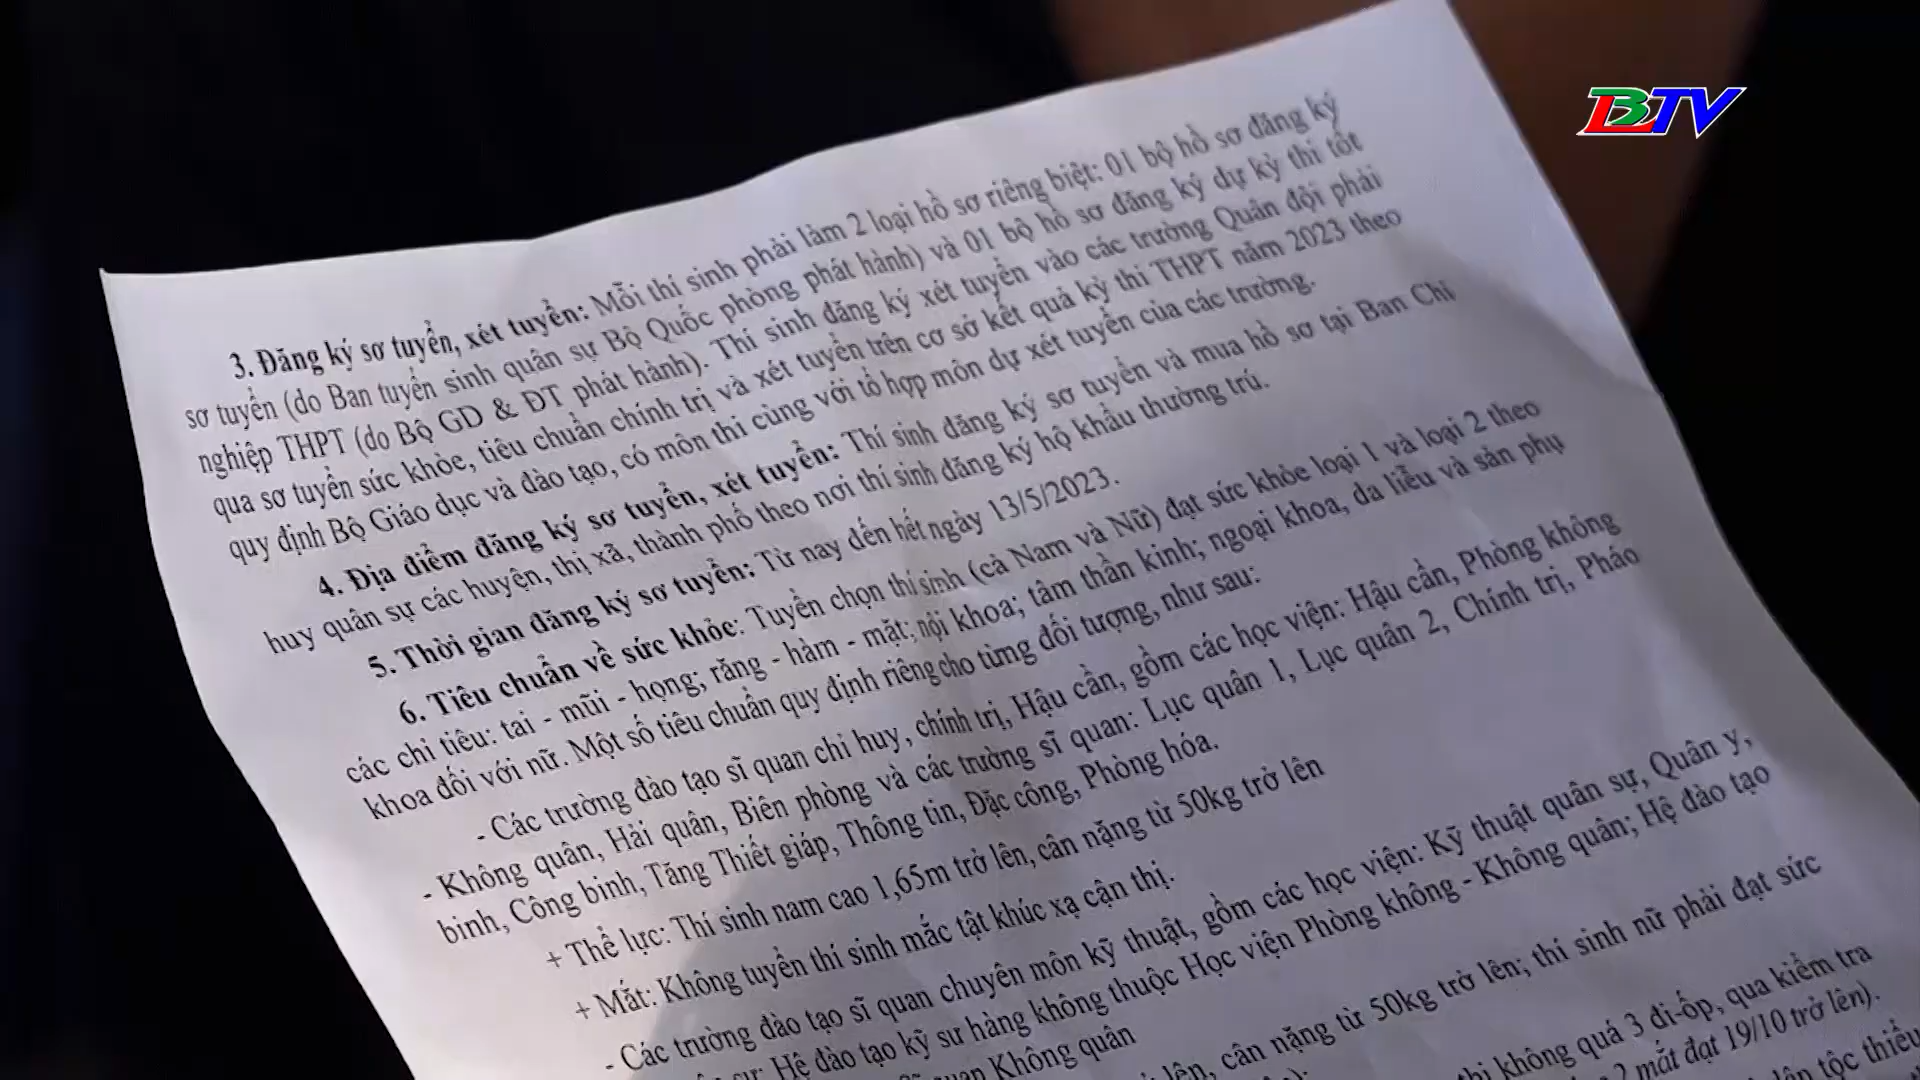 BTV
3. Đăng ký sơ tuyển, xét tuyển: Mỗi thí sinh phải làm 2 loại hồ sơ riêng biệt: 01 bộ hồ sơ đăng ký
sơ tuyển (do Ban tuyển sinh quân sự Bộ Quốc phòng phát hành) và 01 bộ hồ sơ đăng ký dự kỳ thi tốt
nghiệp THPT (do Bộ GD & ĐT phát hành). Thí sinh đăng ký xét tuyển vào các trường Quân đội phải
qua sơ tuyển sức khỏe, tiêu chuẩn chính trị và xét tuyển trên cơ sở kết quả kỳ thi THPT năm 2023 theo
quy định Bộ Giáo dục và đào tạo, có môn thi cùng với tổ hợp môn dự xét tuyển của các trường.
4. Địa điểm đăng ký sơ tuyển, xét tuyển: Thí sinh đăng ký sơ tuyển và mua hồ sơ tại Ban Chỉ
huy quân sự các huyện, thị xã, thành phố theo nơi thí sinh đăng ký hộ khẩu thường trú.
5. Thời gian đăng ký sơ tuyển: Từ nay đến hết ngày 13/5/2023.
6. Tiêu chuẩn về sức khỏe: Tuyển chọn thí sinh (cả Nam và Nữ) đạt sức khỏe loại 1 và loại 2 theo
các chỉ tiêu: tai - mũi - họng; răng - hàm - mặt; nội khoa; tâm thần kinh; ngoại khoa, da liễu và sản phụ
khoa đối với nữ. Một số tiêu chuẩn quy định riêng cho từng đối tượng, như sau:
- Các trường đào tạo sĩ quan chỉ huy, chính trị, Hậu cần, gồm các học viện: Hậu cần, Phòng không
- Không quân, Hải quân, Biên phòng và các trường sĩ quan: Lục quân 1, Lục quân 2, Chính trị, Pháo
binh, Công binh, Tăng Thiết giáp, Thông tin, Đặc công, Phòng hóa.
+ Thể lực: Thí sinh nam cao 1,65m trở lên, cân nặng từ 50kg trở lên
+ Mắt: Không tuyển thí sinh mắc tật khúc xạ cận thị.
- Các trường đào tạo sĩ quan chuyên môn kỹ thuật, gồm các học viện: Kỹ thuật quân sự, Quân y,
Hệ đào tạo kỹ sư hàng không thuộc Học viện Phòng không - Không quân; Hệ đào tạo
Không quân
lên, cân nặng từ 50kg trở lên; thí sinh nữ phải đạt sức
thị không quá 3 đi-ốp, qua kiểm tra
2 mắt đạt 19/10 trở lên).
dân tộc thiểu